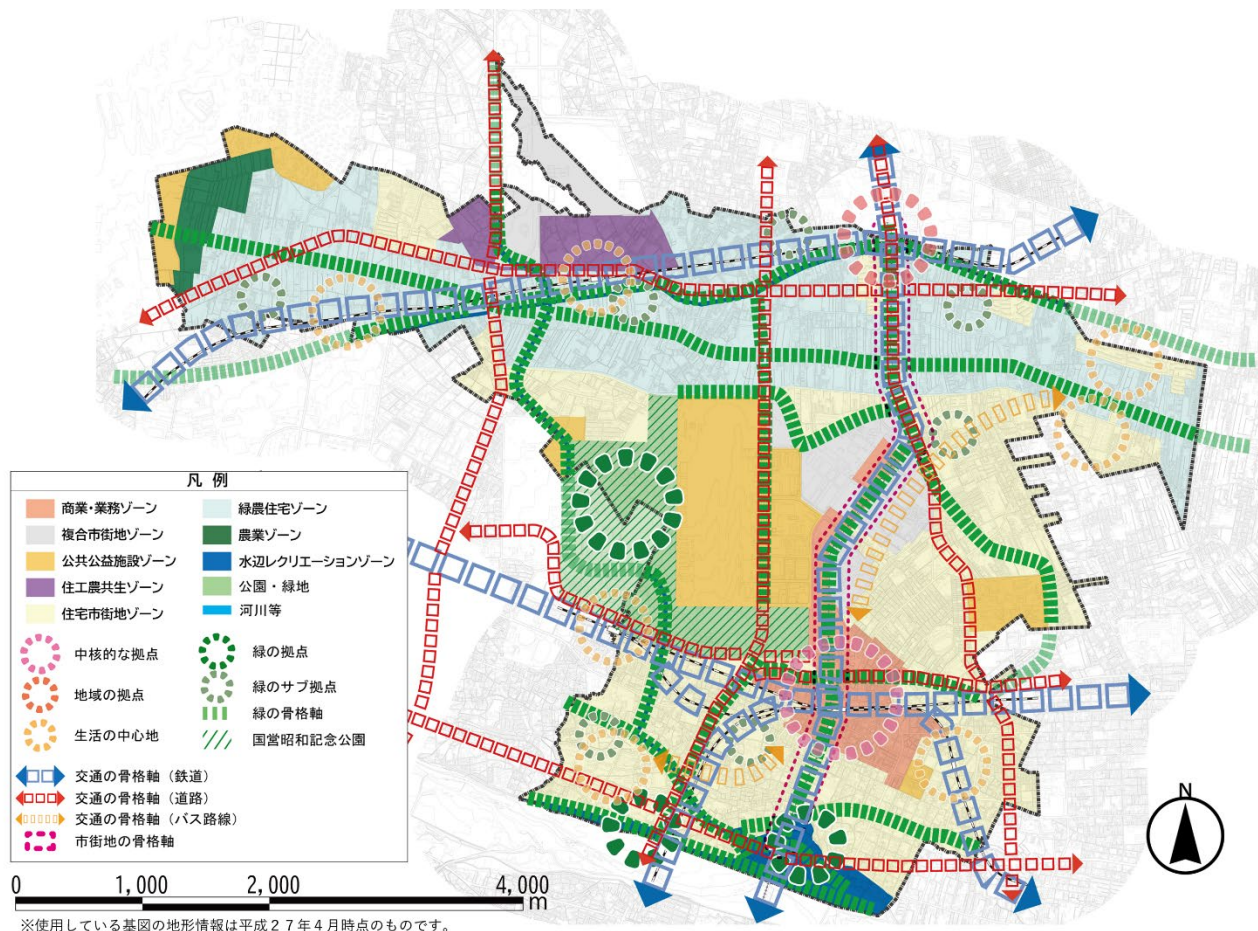 凡 例
商業・業務ゾーン
複合市街地ゾーン
公共公益施設ゾーン
住工農共生ゾーン
住宅市街地ゾーン
緑農住宅ゾーン
農業ゾーン
水辺レクリエーションゾーン
公園・緑地
河川等
中核的な拠点
地域の拠点
生活の中心地
緑の拠点
緑のサブ拠点
緑の骨格軸
国営昭和記念公園
交通の骨格軸（鉄道）
交通の骨格軸（道路）
交通の骨格軸（バス路線）
市街地の骨格軸
N
0 1,000 2,000 4,000
m
※使用している基図の地形情報は平成２７年４月時点のものです。